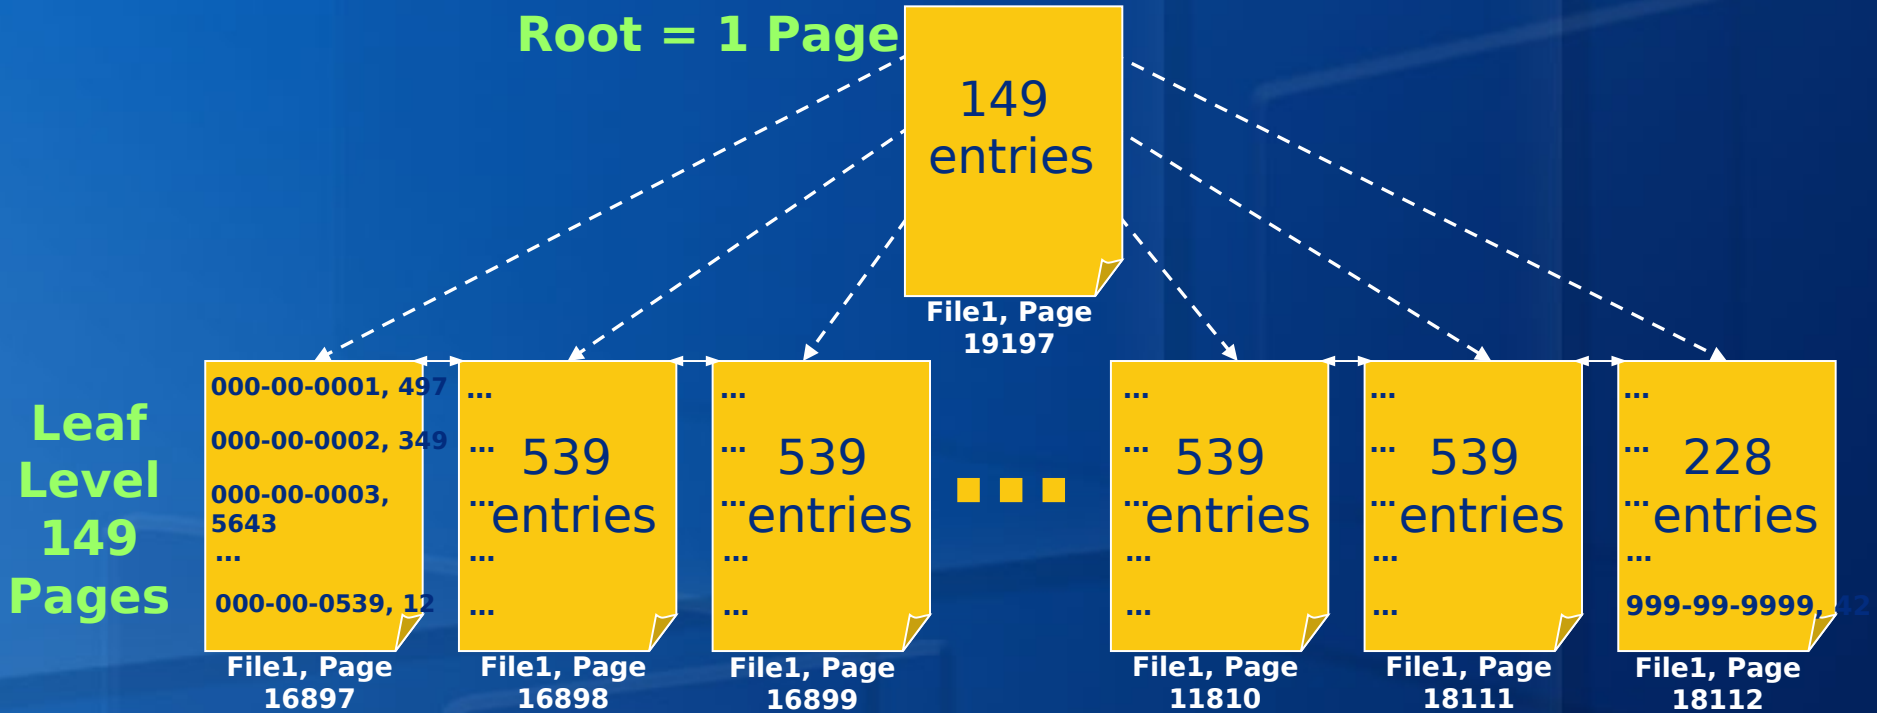 Root = 1 Page
149
entries
File1, Page
19197
Leaf
Level
149
Pages
000-00-0001, 497
000-00-0002, 349
000-00-0003,
5643
...
000-00-0539, 12
File1, Page
16897
...
...
...
...
...
539
entries
File1, Page
16898
...
...
...
...
...
539
entries
File1, Page
16899
...
...
...
...
...
539
entries
File1, Page
11810
...
...
...
...
...
539
entries
File1, Page
18111
...
...
...
...
228
entries
999-99-9999, 42
File1, Page
18112